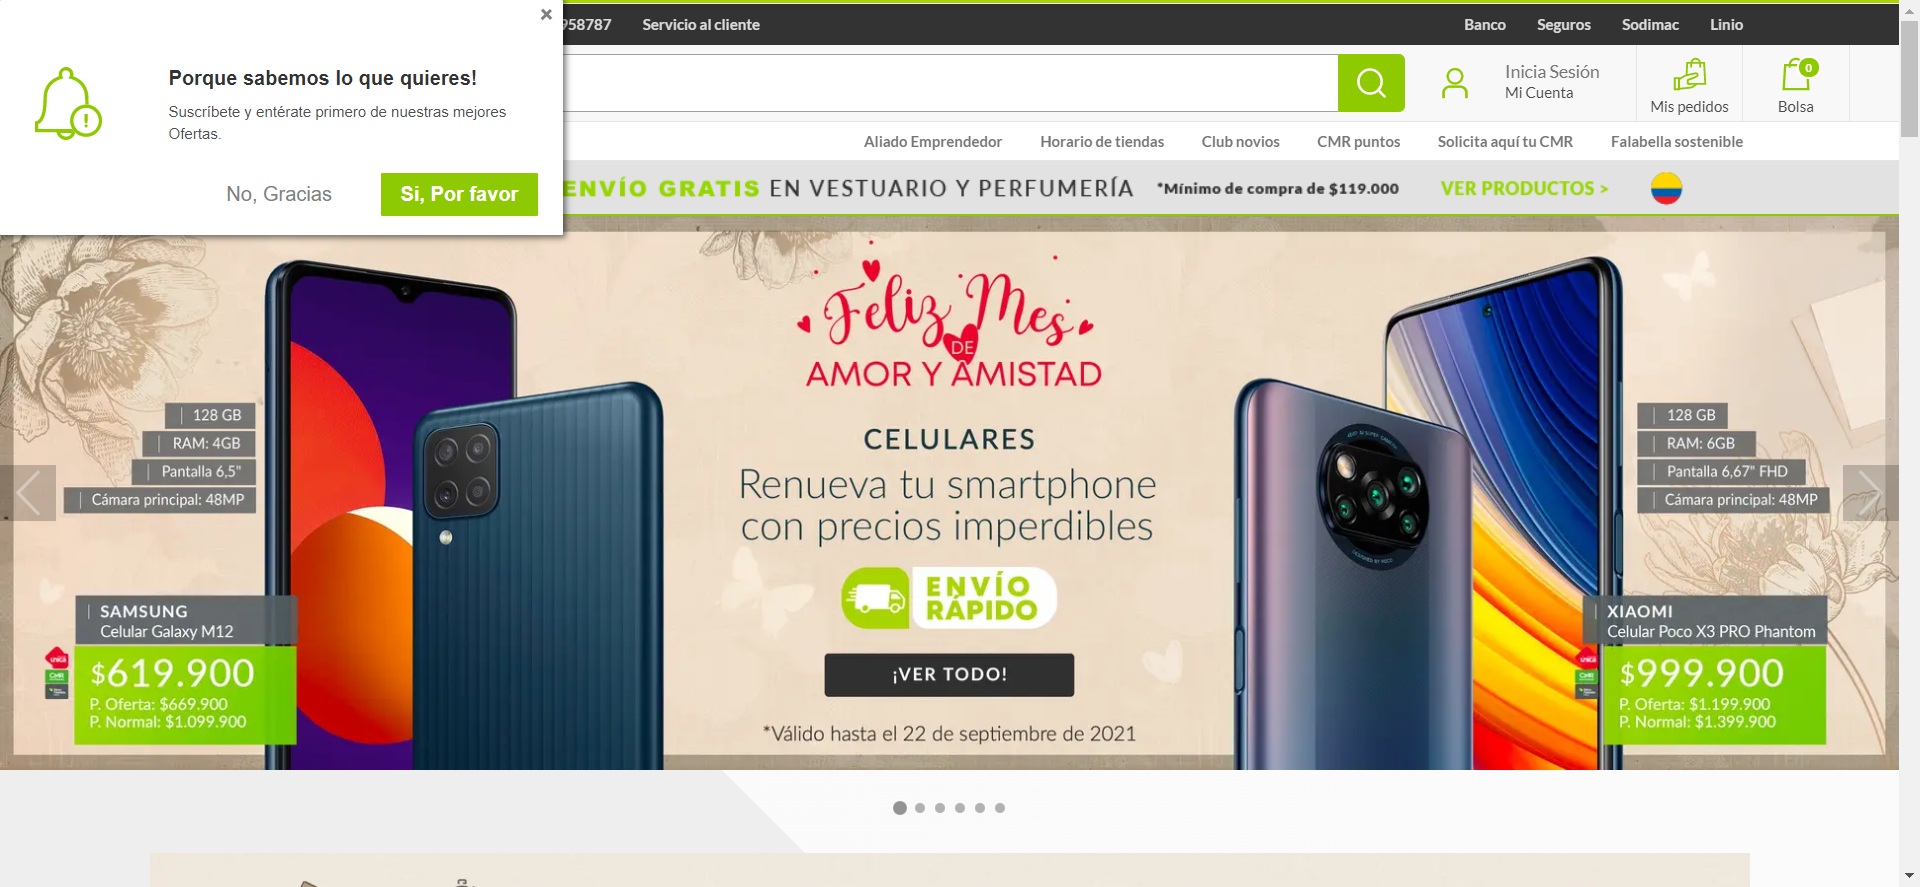 Porque sabemos lo que quieres!
Suscríbete y entérate primero de nuestras mejores
Ofertas.
No, Gracias
Si, Por favor
958787
Servicio al cliente
Banco
Seguros
Sodimac
Linio
Inicia Sesión
Mi Cuenta
Mis pedidos
0
Bolsa
Aliado Emprendedor
Horario de tiendas
Club novios
CMR puntos
Solicita aquí tu CMR
Falabella sostenible
ENVÍO GRATIS EN VESTUARIO Y PERFUMERÍA *Mínimo de compra de $119.000 VER PRODUCTOS >
Feliz Mes
DE
AMOR Y AMISTAD
CELULARES
Renueva tu smartphone
con precios imperdibles
ENVÍO
RÁPIDO
¡VER TODO!
*Válido hasta el 22 de septiembre de 2021
128 GB
RAM: 4GB
Pantalla 6,5"
Cámara principal: 48MP
SAMSUNG
Celular Galaxy M12
única
CMR
$619.900
P. Oferta: $669.900
P. Normal: $1.099.900
128 GB
RAM: 6GB
Pantalla 6,67" FHD
Cámara principal: 48MP
XIAOMI
Celular Poco X3 PRO Phantom
única
CMR
$999.900
P. Oferta: $1.199.900
P. Normal: $1.399.900